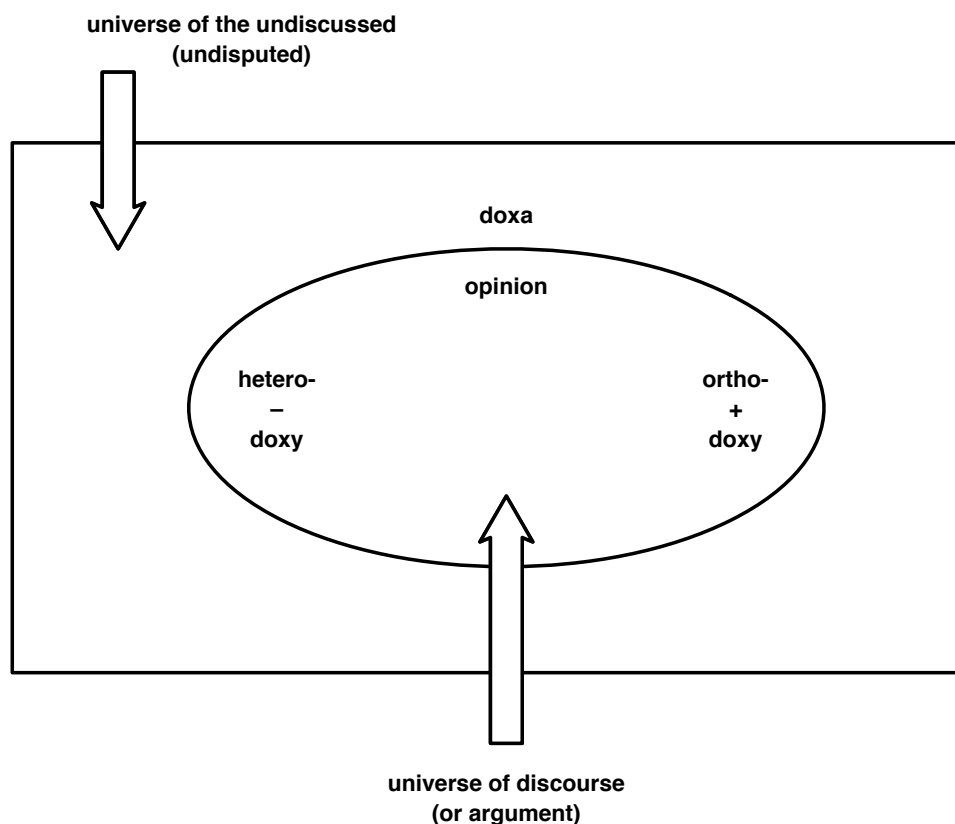 universe of the undiscussed
(undisputed)
doxa
opinion
hetero-
–
doxy
ortho-
+
doxy
universe of discourse
(or argument)